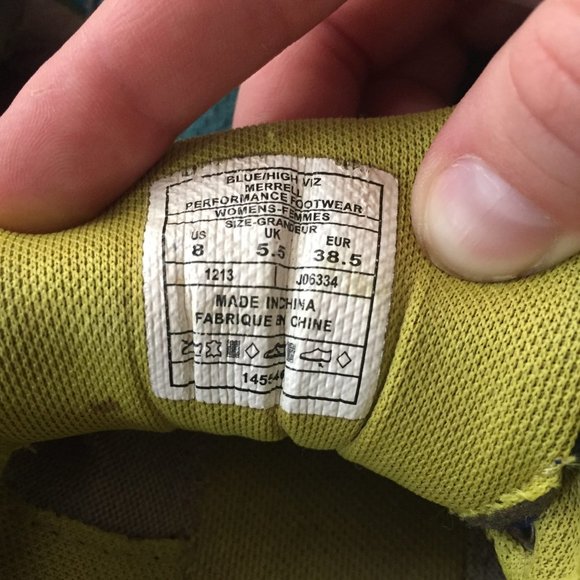 BLUE/HIGH VIZ
MERRELL
PERFORMANCE FOOTWEAR
WOMENS-FEMMES
SIZE-GRANDEUR
US UK EUR
8 5.5 38.5
1213 J06334
MADE IN CHINA
FABRIQUE EN CHINE